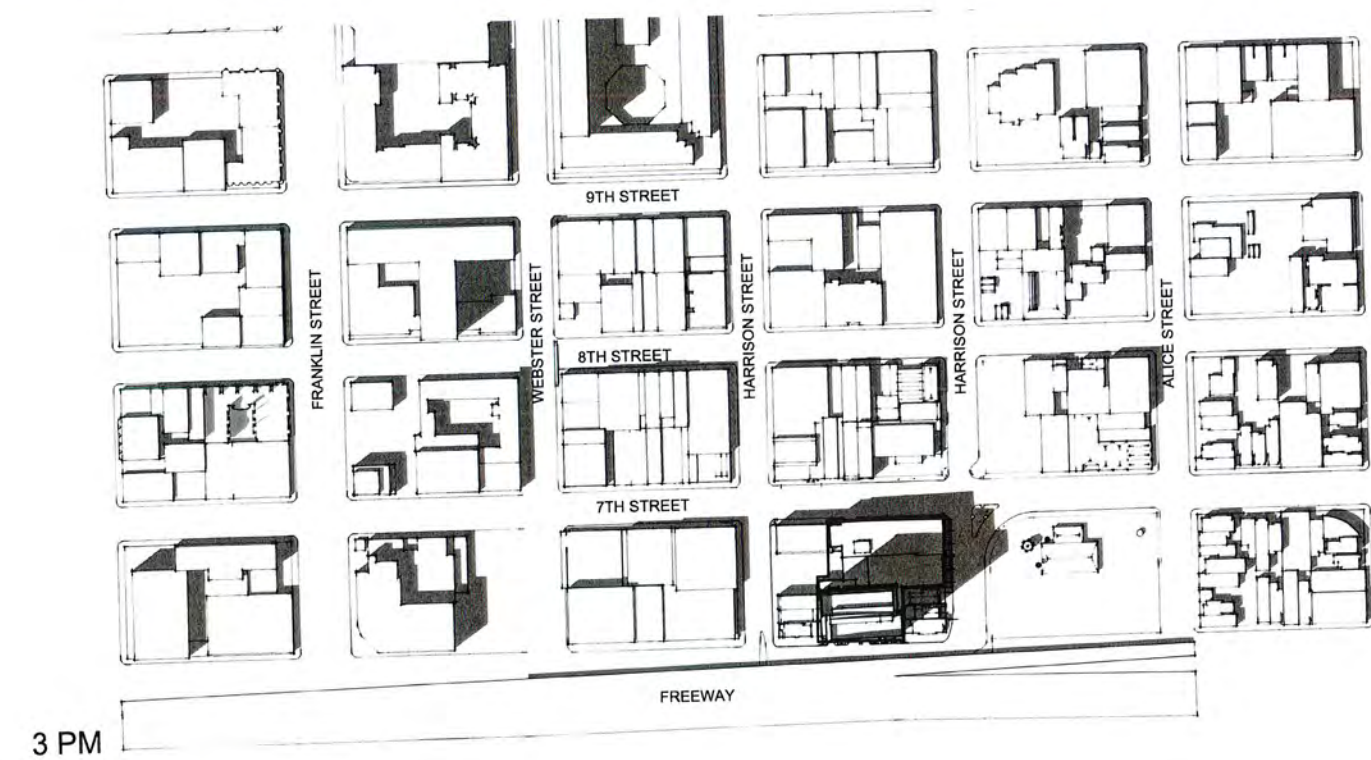 9TH STREET
FRANKLIN STREET
WEBSTER STREET
HARRISON STREET
HARRISON STREET
ALICE STREET
8TH STREET
7TH STREET
FREEWAY
3 PM